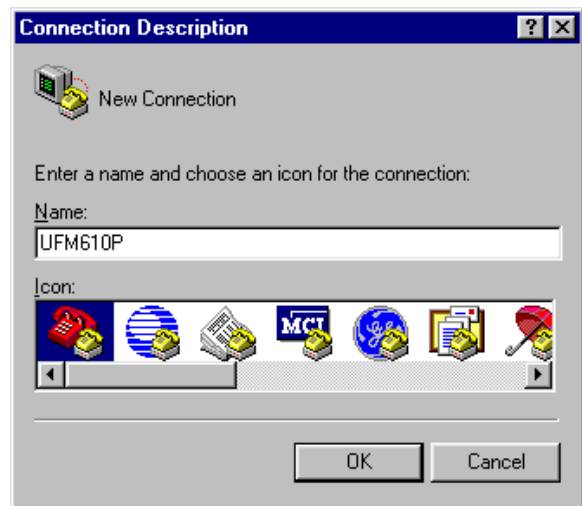 Connection Description
New Connection
Enter a name and choose an icon for the connection:
Name:
UFM610P
Icon:
MCI
OK Cancel